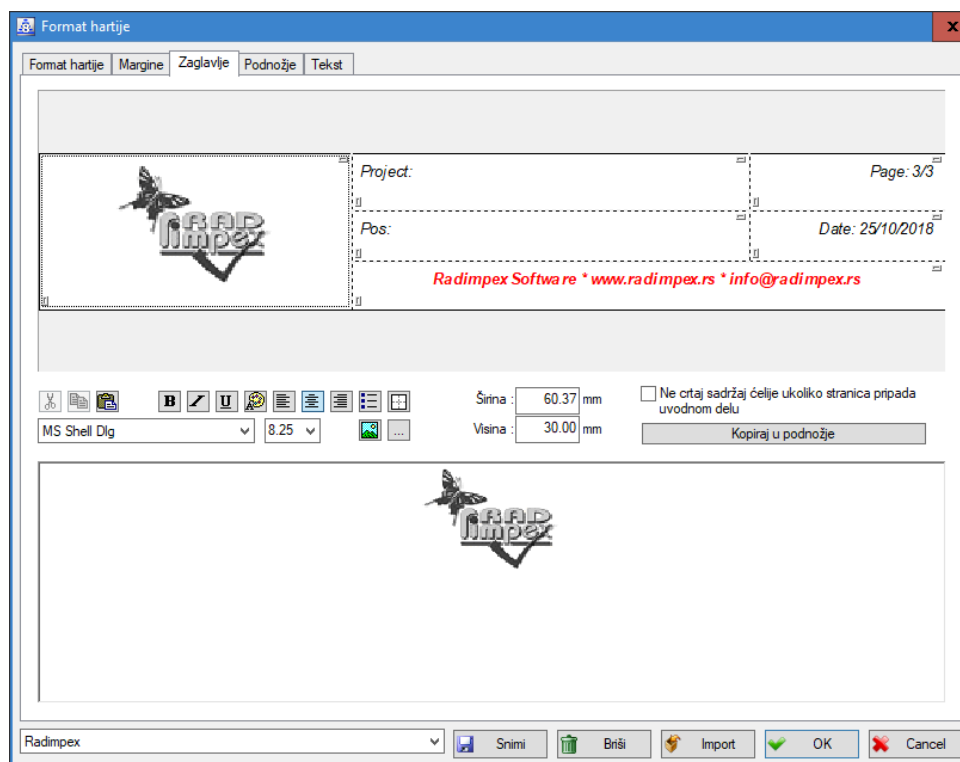 Format hartije
Format hartije Margine Zaglavlje Podnožje Tekst
RAD
impex
Project:
Page: 3/3
Pos:
Date: 25/10/2018
Radimpex Software * www.radimpex.rs * info@radimpex.rs
B I U
Širina : 60.37 mm
Ne crtaj sadržaj ćelije ukoliko stranica pripada
uvodnom delu
MS Shell Dlg 8.25 ...
Visina : 30.00 mm
Kopiraj u podnožje
RAD
impex
Radimpex Snimi Briši Import OK Cancel